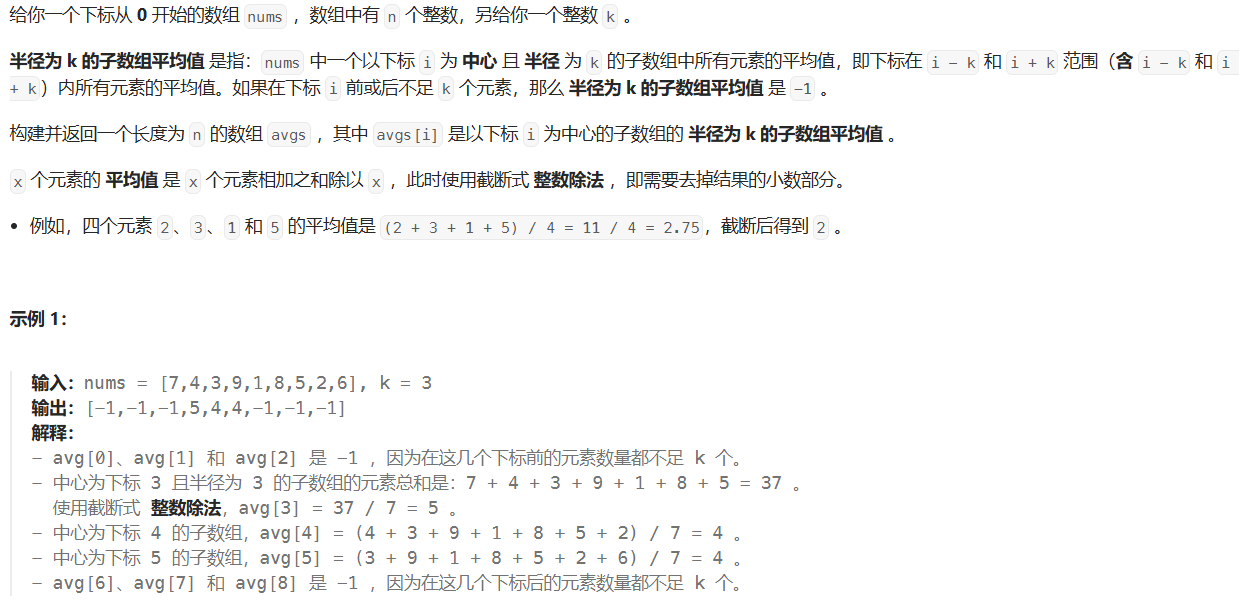 给你一个下标从 0 开始的数组 nums ，数组中有 n 个整数，另给你一个整数 k 。
半径为 k 的子数组平均值 是指：nums 中一个以下标 i 为 中心 且 半径 为 k 的子数组中所有元素的平均值，即下标在 i - k 和 i + k 范围（含 i - k 和 i
+ k）内所有元素的平均值。如果在下标 i 前或后不足 k 个元素，那么 半径为 k 的子数组平均值 是 -1 。
构建并返回一个长度为 n 的数组 avgs ，其中 avgs[i] 是以下标 i 为中心的子数组的 半径为 k 的子数组平均值 。
x 个元素的 平均值 是 x 个元素相加之和除以 x ，此时使用截断式 整数除法 ，即需要去掉结果的小数部分。
• 例如，四个元素 2、3、1 和 5 的平均值是 (2 + 3 + 1 + 5) / 4 = 11 / 4 = 2.75，截断后得到 2 。
示例 1：
输入：nums = [7,4,3,9,1,8,5,2,6], k = 3
输出：[-1,-1,-1,5,4,4,-1,-1,-1]
解释：
- avg[0]、avg[1] 和 avg[2] 是 -1 ，因为在这几个下标前的元素数量都不足 k 个。
- 中心为下标 3 且半径为 3 的子数组的元素总和是：7 + 4 + 3 + 9 + 1 + 8 + 5 = 37 。
使用截断式 整数除法，avg[3] = 37 / 7 = 5 。
- 中心为下标 4 的子数组，avg[4] = (4 + 3 + 9 + 1 + 8 + 5 + 2) / 7 = 4 。
- 中心为下标 5 的子数组，avg[5] = (3 + 9 + 1 + 8 + 5 + 2 + 6) / 7 = 4 。
- avg[6]、avg[7] 和 avg[8] 是 -1 ，因为在这几个下标后的元素数量都不足 k 个。